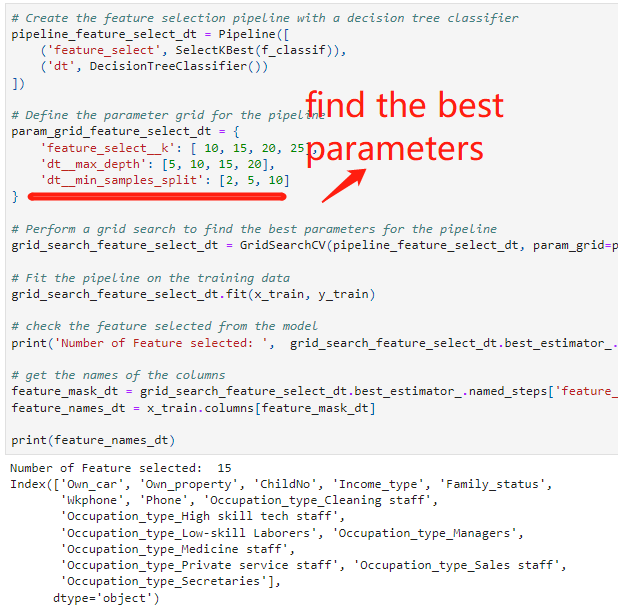 # Create the feature selection pipeline with a decision tree classifier
pipeline_feature_select_dt = Pipeline([
('feature_select', SelectKBest(f_classif)),
('dt', DecisionTreeClassifier())
])
# Define the parameter grid for the pipeline
param_grid_feature_select_dt = {
'feature_select__k': [ 10, 15, 20, 25],
'dt__max_depth': [5, 10, 15, 20],
'dt__min_samples_split': [2, 5, 10]
}
find the best
parameters
# Perform a grid search to find the best parameters for the pipeline
grid_search_feature_select_dt = GridSearchCV(pipeline_feature_select_dt, param_grid=p
# Fit the pipeline on the training data
grid_search_feature_select_dt.fit(x_train, y_train)
# check the feature selected from the model
print('Number of Feature selected: ',  grid_search_feature_select_dt.best_estimator_.
# get the names of the columns
feature_mask_dt = grid_search_feature_select_dt.best_estimator_.named_steps['feature_
feature_names_dt = x_train.columns[feature_mask_dt]
print(feature_names_dt)
Number of Feature selected:  15
Index(['Own_car', 'Own_property', 'ChildNo', 'Income_type', 'Family_status',
'Wkphone', 'Phone', 'Occupation_type_Cleaning staff',
'Occupation_type_High skill tech staff',
'Occupation_type_Low-skill Laborers', 'Occupation_type_Managers',
'Occupation_type_Medicine staff',
'Occupation_type_Private service staff', 'Occupation_type_Sales staff',
'Occupation_type_Secretaries'],
dtype='object')